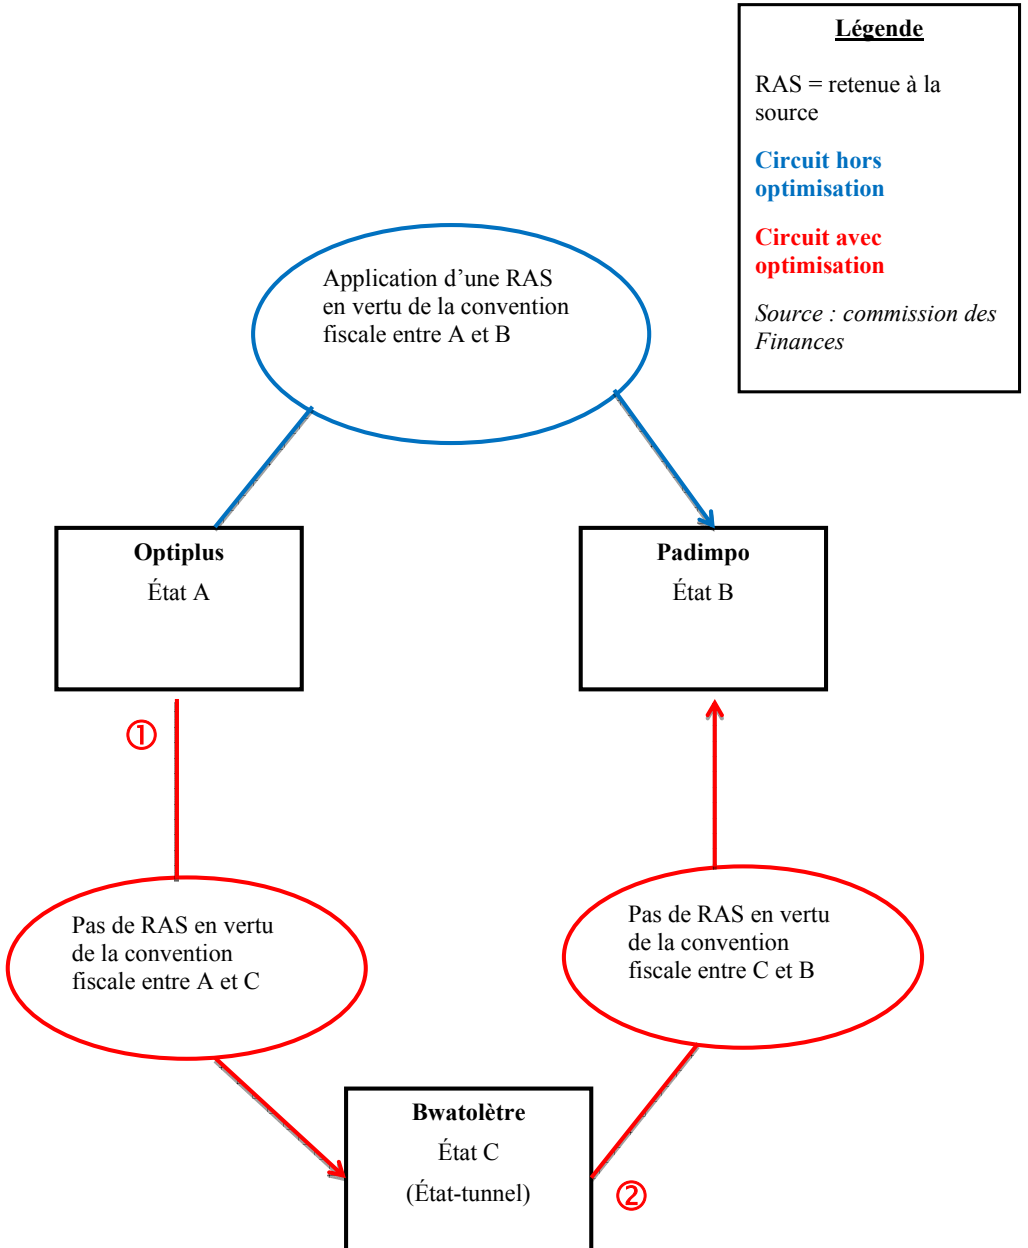 Légende
RAS = retenue à la
source
Circuit hors
optimisation
Circuit avec
optimisation
Source : commission des
Finances
Application d’une RAS
en vertu de la convention
fiscale entre A et B
Optiplus
État A
Padimpo
État B
①
Pas de RAS en vertu
de la convention
fiscale entre A et C
Pas de RAS en vertu
de la convention
fiscale entre C et B
Bwatolètre
État C
(État-tunnel)
②